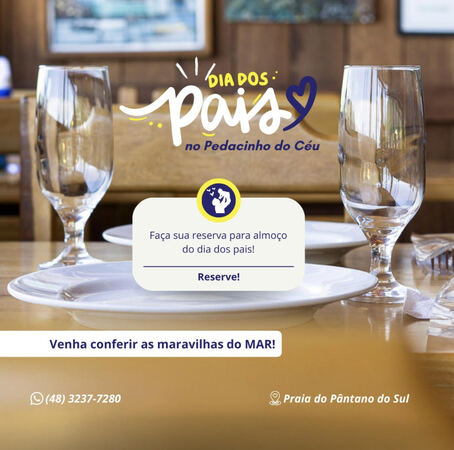 DIA DOS
pais
no Pedacinho do Céu
Faça sua reserva para almoço
do dia dos pais!
Reserve!
Venha conferir as maravilhas do MAR!
(48) 3237-7280
Praia do Pântano do Sul